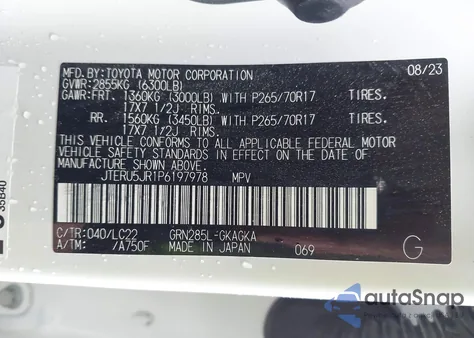 MFD. BY: TOYOTA MOTOR CORPORATION 08/23
GVWR: 2855KG (6300LB)
GAWR: FRT. 1360KG (3000LB) WITH P265/70R17 TIRES.
17X7 1/2J RIMS.
RR. 1560KG (3450LB) WITH P265/70R17 TIRES.
17X7 1/2J RIMS.
THIS VEHICLE CONFORMS TO ALL APPLICABLE FEDERAL MOTOR
VEHICLE SAFETY STANDARDS IN EFFECT ON THE DATE OF
MANUFACTURE SHOWN ABOVE.
JTERU5JR1P6197978 MPV
C/TR: 040/LC22 GRN285L-GKAGKA
A/TM: /A750F MADE IN JAPAN 069 G
35B40
autoSnap